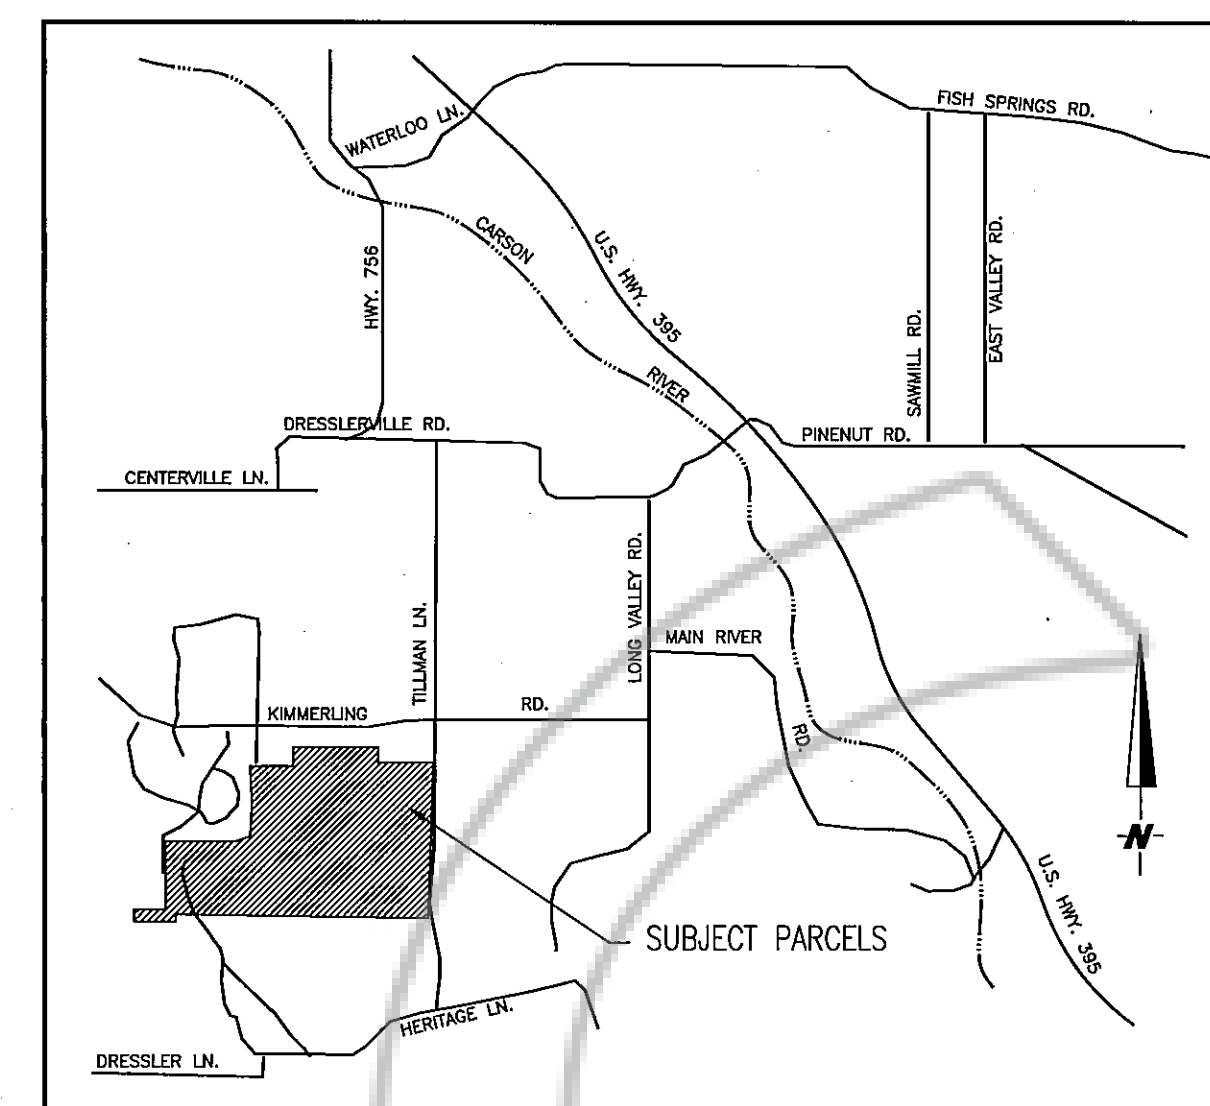 FISH SPRINGS RD.
WATERLOO LN.
CARSON
U.S. HWY. 395
EAST VALLEY RD.
HWY. 756
SAWMILL RD.
RIVER
DRESSLERVILLE RD.
PINENUT RD.
CENTERVILLE LN.
LONG VALLEY RD.
TILLMAN LN.
MAIN RIVER
RD.
KIMMERLING
RD.
N
U.S. HWY. 395
SUBJECT PARCELS
HERITAGE LN.
DRESSLER LN.